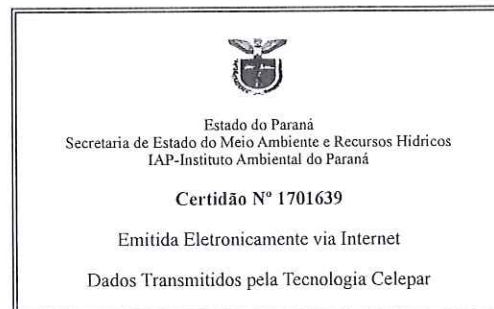 Estado do Paraná
Secretaria de Estado do Meio Ambiente e Recursos Hídricos
IAP-Instituto Ambiental do Paraná
Certidão Nº 1701639
Emitida Eletronicamente via Internet
Dados Transmitidos pela Tecnologia Celepar